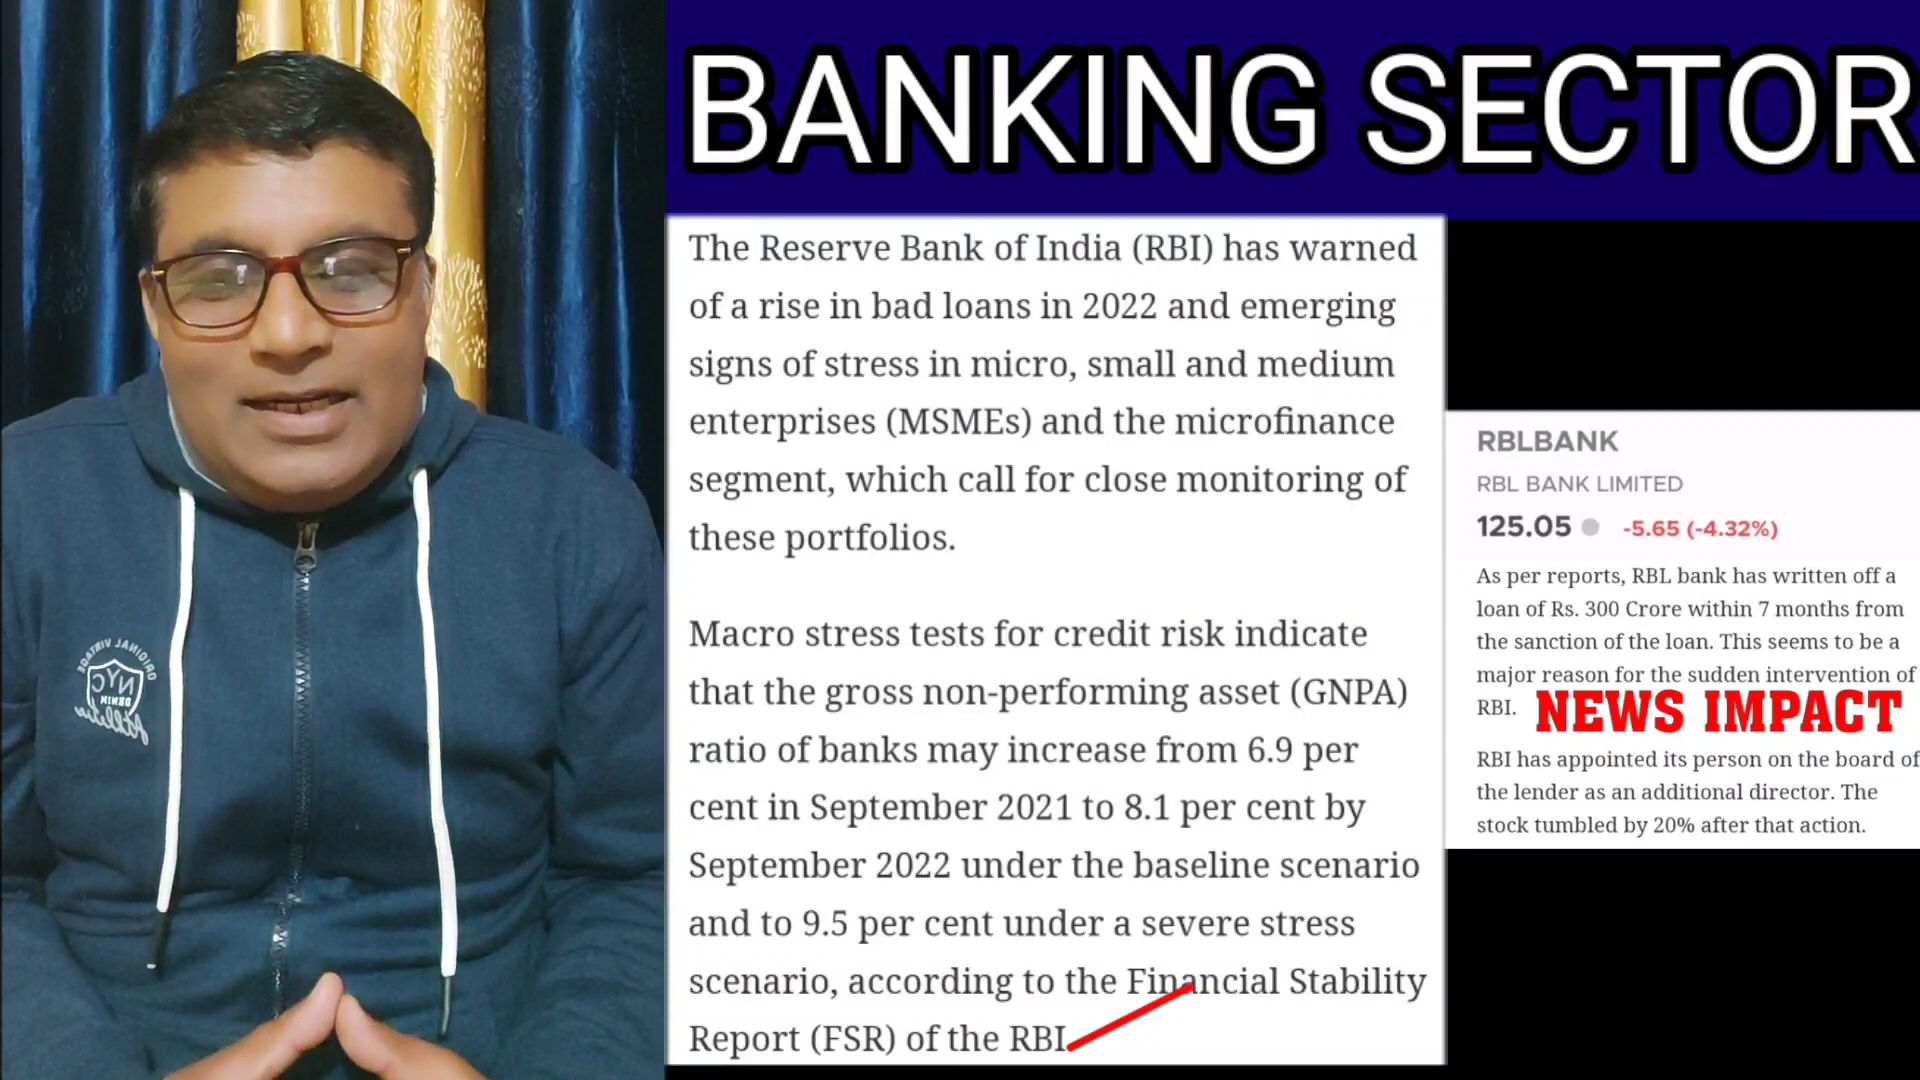 BANKING SECTOR
The Reserve Bank of India (RBI) has warned
of a rise in bad loans in 2022 and emerging
signs of stress in micro, small and medium
enterprises (MSMEs) and the microfinance
segment, which call for close monitoring of
these portfolios.
Macro stress tests for credit risk indicate
that the gross non-performing asset (GNPA)
ratio of banks may increase from 6.9 per
cent in September 2021 to 8.1 per cent by
September 2022 under the baseline scenario
and to 9.5 per cent under a severe stress
scenario, according to the Financial Stability
Report (FSR) of the RBI
RBLBANK
RBL BANK LIMITED
125.05 -5.65 (-4.32%)
As per reports, RBL bank has written off a
loan of Rs. 300 Crore within 7 months from
the sanction of the loan. This seems to be a
major reason for the sudden intervention of
RBI.
NEWS IMPACT
RBI has appointed its person on the board of
the lender as an additional director. The
stock tumbled by 20% after that action.
ORIGINAL VINTAGE
NYC
DENIM
Athletic